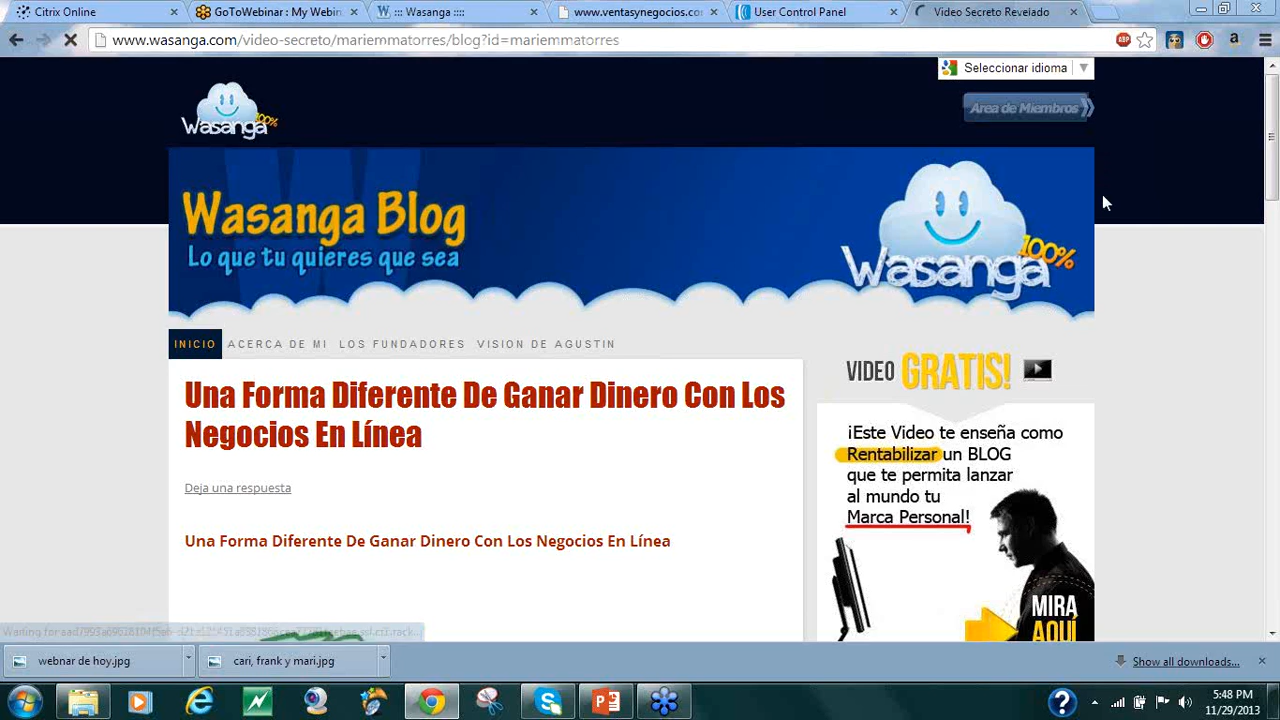 Citrix Online
GoToWebinar : My Webin
::: Wasanga ::::
www.ventasynegocios.co
User Control Panel
Video Secreto Revelado
www.wasanga.com/video-secreto/mariemmatorres/blog?id=mariemmatorres
Seleccionar idioma
Area de Miembros
Wasanga 100%
Wasanga Blog
Lo que tu quieres que sea
Wasanga 100%
INICIO ACERCA DE MI LOS FUNDADORES VISION DE AGUSTIN
Una Forma Diferente De Ganar Dinero Con Los
Negocios En Línea
Deja una respuesta
Una Forma Diferente De Ganar Dinero Con Los Negocios En Línea
VIDEO GRATIS!
¡Este Video te enseña como
Rentabilizar un BLOG
que te permita lanzar
al mundo tu
Marca Personal!
MIRA
AQUÍ
webnar de hoy.jpg
cari, frank y mari.jpg
Show all downloads...
5:48 PM
11/29/2013